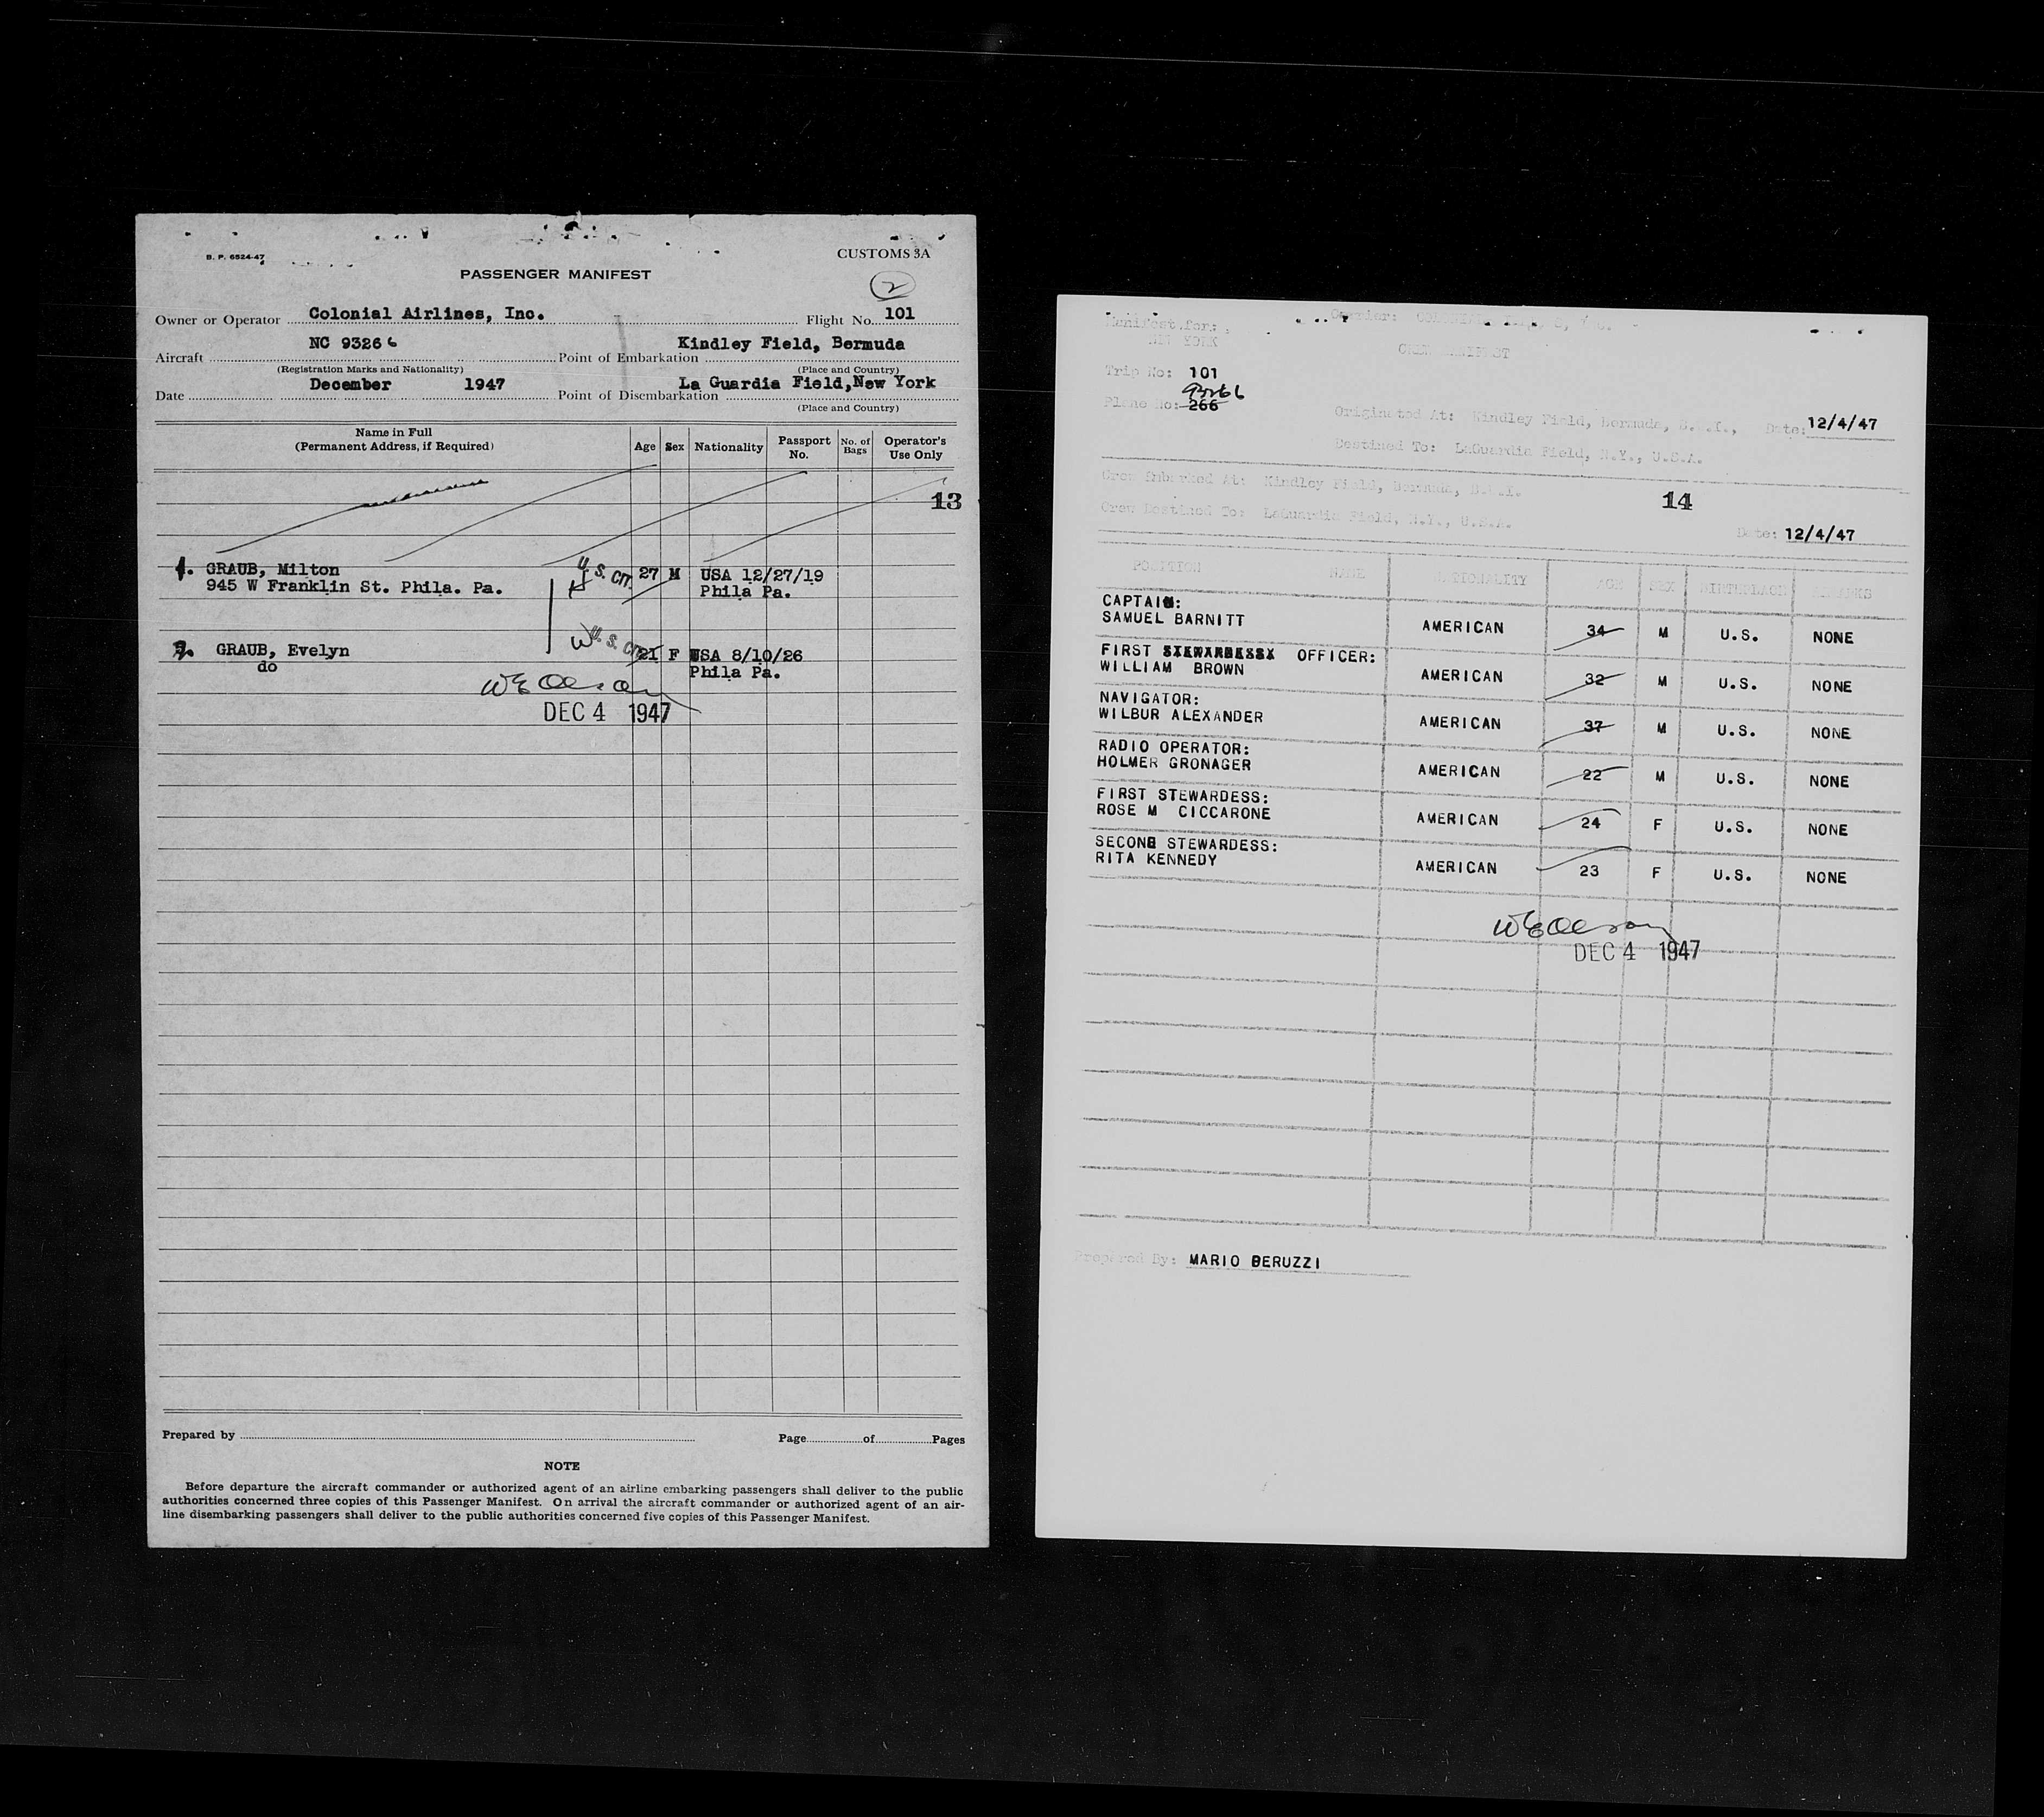 B. P. 6524-47
CUSTOMS 3A
PASSENGER MANIFEST
2
Owner or Operator Colonial Airlines, Inc. Flight No. 101
NC 93266 Kindley Field, Bermuda
Aircraft Point of Embarkation
(Registration Marks and Nationality) (Place and Country)
December 1947 La Guardia Field,New York
Date Point of Disembarkation
(Place and Country)
Name in Full
(Permanent Address, if Required) Age Sex Nationality Passport No. No. of Bags Operator's Use Only
13
1. GRAUB, Milton U. S. CIT. 27 M USA 12/27/19
945 W Franklin St. Phila. Pa. Phila Pa.
2. GRAUB, Evelyn U. S. CIT. 21 F USA 8/10/26
do Phila Pa.
DEC 4 1947
Prepared by Page of Pages
NOTE
Before departure the aircraft commander or authorized agent of an airline embarking passengers shall deliver to the public
authorities concerned three copies of this Passenger Manifest. On arrival the aircraft commander or authorized agent of an air-
line disembarking passengers shall deliver to the public authorities concerned five copies of this Passenger Manifest.
Manifest for: Carrier:
NEW YORK
CREW MANIFEST
Trip No: 101
93266
Plane No: 266
Originated At: Kindley Field, Bermuda, B.W.I., Date: 12/4/47
Destined To: LaGuardia Field, N.Y., U.S.A.
Crew Embarked At: Kindley Field, Bermuda, B.W.I.
14
Crew Destined To: LaGuardia Field, N.Y., U.S.A.
Date: 12/4/47
POSITION NAME NATIONALITY AGE SEX BIRTHPLACE REMARKS
CAPTAIN:
SAMUEL BARNITT AMERICAN 34 M U.S. NONE
FIRST OFFICER:
WILLIAM BROWN AMERICAN 32 M U.S. NONE
NAVIGATOR:
WILBUR ALEXANDER AMERICAN 37 M U.S. NONE
RADIO OPERATOR:
HOLMER GRONAGER AMERICAN 22 M U.S. NONE
FIRST STEWARDESS:
ROSE M CICCARONE AMERICAN 24 F U.S. NONE
SECOND STEWARDESS:
RITA KENNEDY AMERICAN 23 F U.S. NONE
DEC 4 1947
Prepared By: MARIO BERUZZI